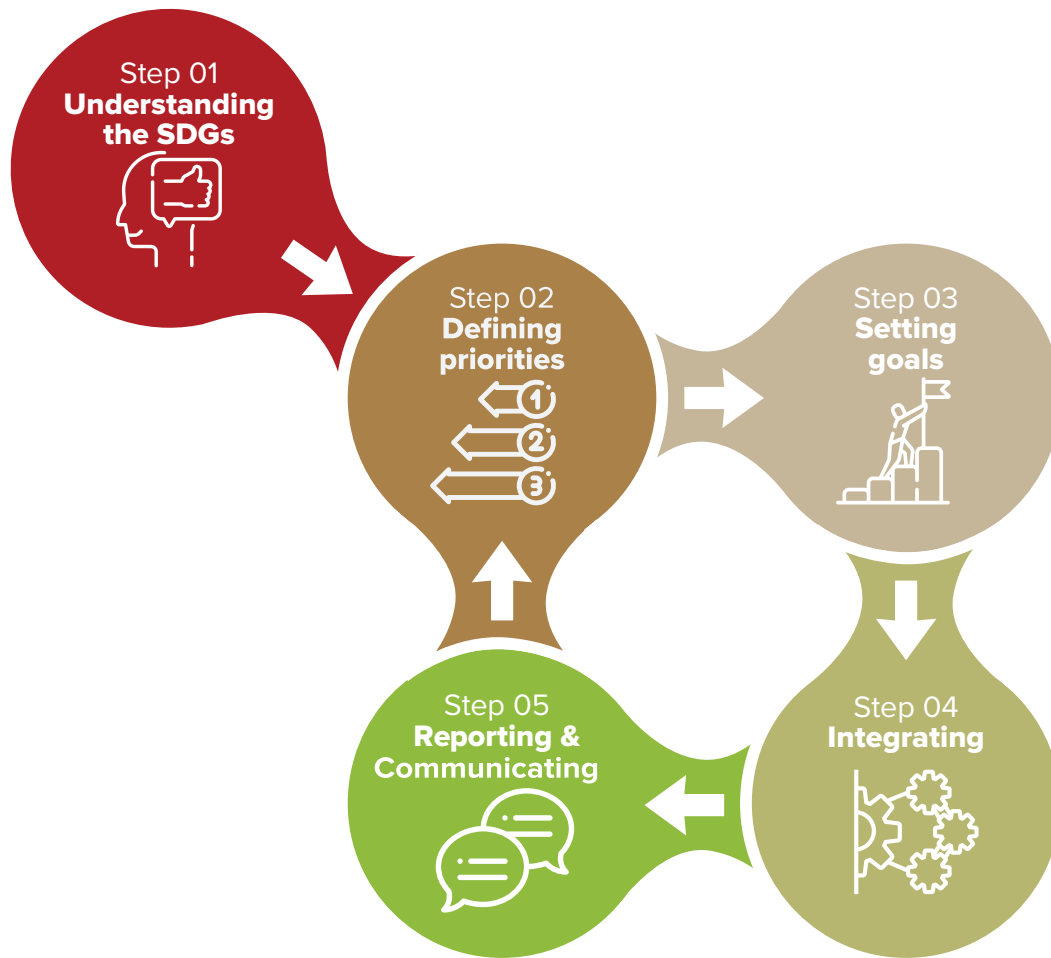 Step 01
Understanding
the SDGs
Step 02
Defining
priorities
1
2
3
Step 03
Setting
goals
Step 04
Integrating
Step 05
Reporting &
Communicating